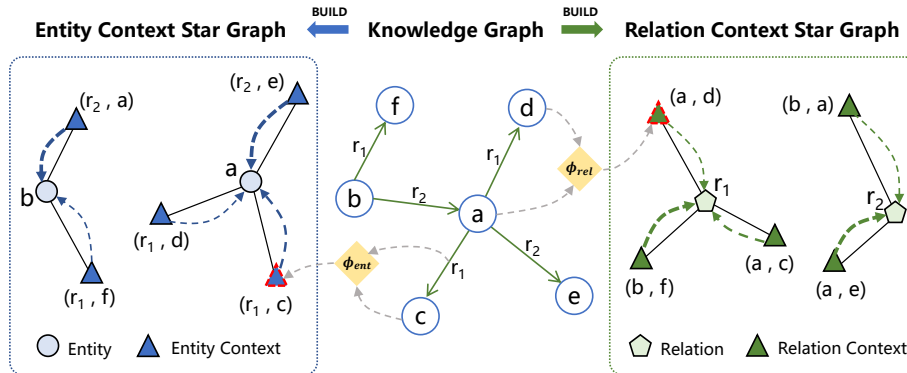 BUILD BUILD
Entity Context Star Graph Knowledge Graph Relation Context Star Graph
(r₂ , a)
(r₂ , e)
b
a
(r₁ , d)
(r₁ , f)
(r₁ , c)
Entity Entity Context
f
d
r₁
r₁
ϕrel
b
r₂
a
ϕent
r₁
r₂
c
e
(a , d)
(b , a)
r₁
r₂
(b , f)
(a , c)
(a , e)
Relation Relation Context